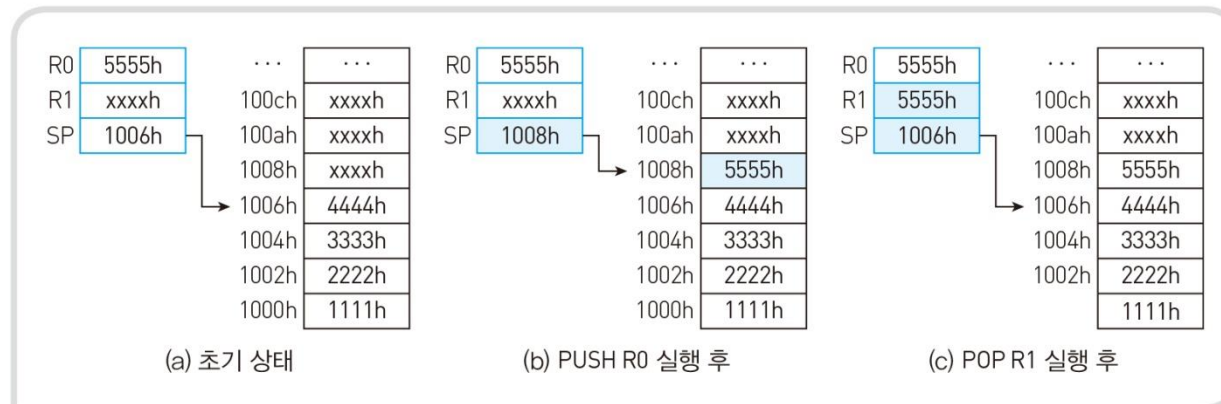 R0 5555h
R1 xxxxh
SP 1006h
··· ···
100ch xxxxh
100ah xxxxh
1008h xxxxh
1006h 4444h
1004h 3333h
1002h 2222h
1000h 1111h
(a) 초기 상태
R0 5555h
R1 xxxxh
SP 1008h
··· ···
100ch xxxxh
100ah xxxxh
1008h 5555h
1006h 4444h
1004h 3333h
1002h 2222h
1000h 1111h
(b) PUSH R0 실행 후
R0 5555h
R1 5555h
SP 1006h
··· ···
100ch xxxxh
100ah xxxxh
1008h 5555h
1006h 4444h
1004h 3333h
1002h 2222h
1111h
(c) POP R1 실행 후